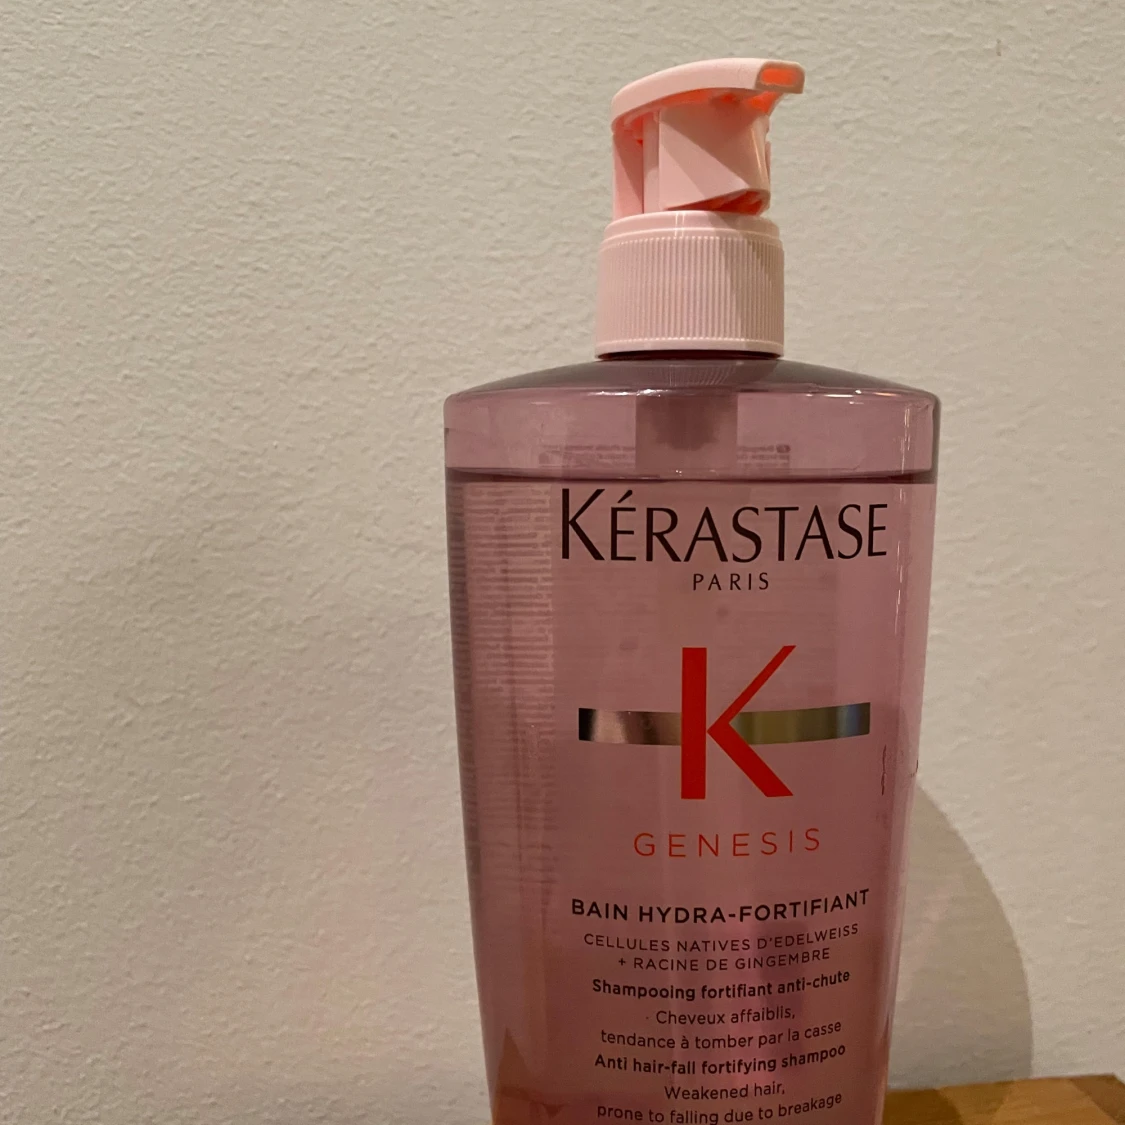 KÉRASTASE
PARIS
K
GENESIS
BAIN HYDRA-FORTIFIANT
CELLULES NATIVES D'EDELWEISS
+ RACINE DE GINGEMBRE
Shampooing fortifiant anti-chute
· Cheveux affaiblis,
tendance à tomber par la casse
Anti hair-fall fortifying shampoo
Weakened hair,
prone to falling due to breakage